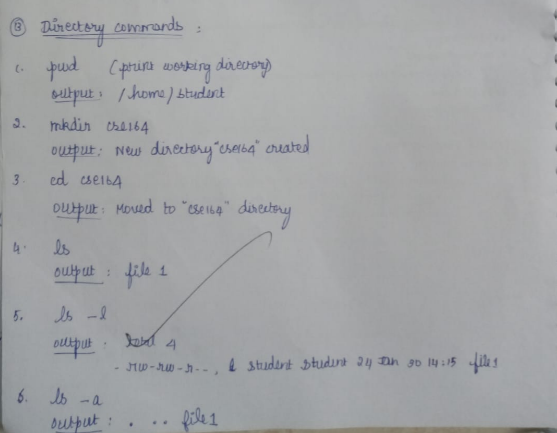 B Directory commands :
1. pwd (print working directory)
output: /home/student
2. mkdir cse164
output: New directory "cse164" created
3. cd cse164
output: Moved to "cse164" directory
4. ls
output: file 1
5. ls -l
output: total 4
- rw-rw-r--, 1 student student 24 Jan 30 14:15 file1
6. ls -a
output: . .. file1